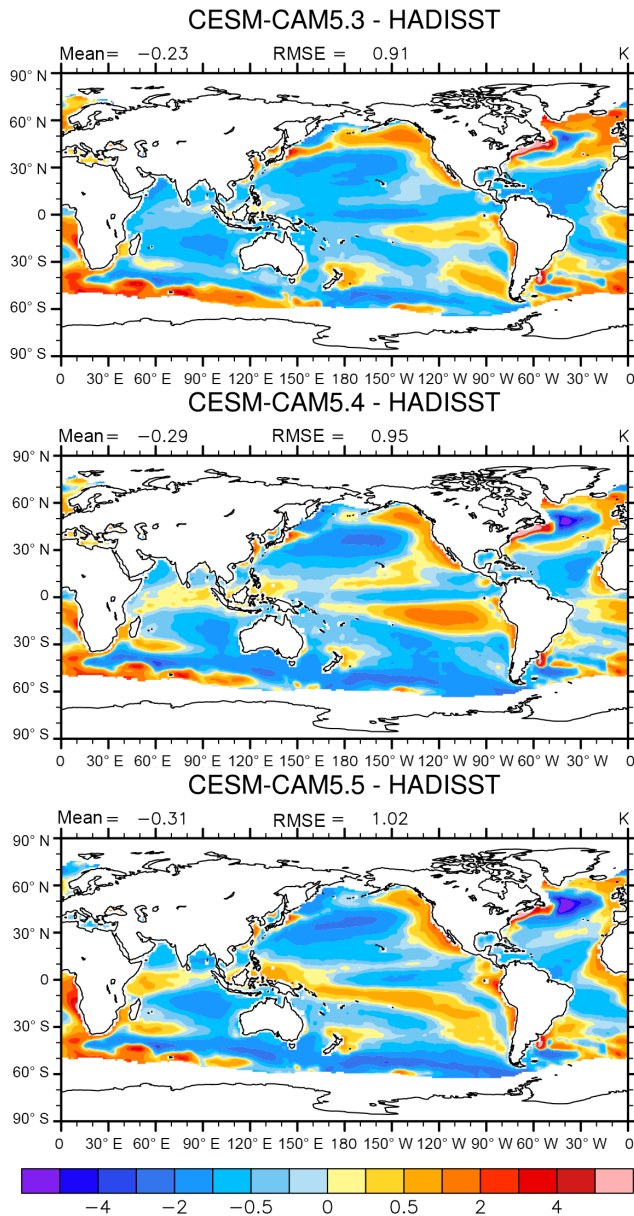 CESM-CAM5.3 - HADISST
Mean= −0.23 RMSE = 0.91 K
90° N
60° N
30° N
0
30° S
60° S
90° S
0 30° E 60° E 90° E 120° E 150° E 180 150° W 120° W 90° W 60° W 30° W 0
CESM-CAM5.4 - HADISST
Mean= −0.29 RMSE = 0.95 K
90° N
60° N
30° N
0
30° S
60° S
90° S
0 30° E 60° E 90° E 120° E 150° E 180 150° W 120° W 90° W 60° W 30° W 0
CESM-CAM5.5 - HADISST
Mean= −0.31 RMSE = 1.02 K
90° N
60° N
30° N
0
30° S
60° S
90° S
0 30° E 60° E 90° E 120° E 150° E 180 150° W 120° W 90° W 60° W 30° W 0
−4 −2 −0.5 0 0.5 2 4